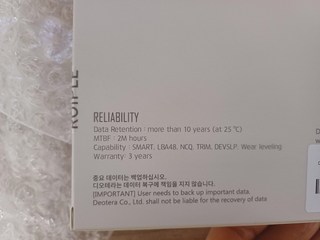 RELIABILITY
Data Retention : more than 10 years (at 25 ℃)
MTBF : 2M hours
Capability : SMART, LBA48, NCQ, TRIM, DEVSLP, Wear leveling
Warranty: 3 years
중요 데이터는 백업하십시오.
디오테라는 데이터 복구에 책임을 지지 않습니다.
[IMPORTANT] User needs to back up important data.
Deotera Co., Ltd. shall not be liable for the recovery of data